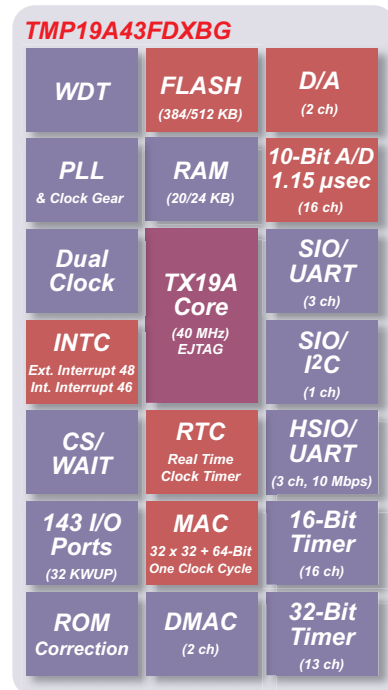 TMP19A43FDXBG
WDT
FLASH
(384/512 KB)
D/A
(2 ch)
PLL
& Clock Gear
RAM
(20/24 KB)
10-Bit A/D
1.15 µsec
(16 ch)
Dual
Clock
TX19A
Core
(40 MHz)
EJTAG
SIO/
UART
(3 ch)
INTC
Ext. Interrupt 48
Int. Interrupt 46
SIO/
I2C
(1 ch)
CS/
WAIT
RTC
Real Time
Clock Timer
HSIO/
UART
(3 ch, 10 Mbps)
143 I/O
Ports
(32 KWUP)
MAC
32 x 32 + 64-Bit
One Clock Cycle
16-Bit
Timer
(16 ch)
ROM
Correction
DMAC
(2 ch)
32-Bit
Timer
(13 ch)